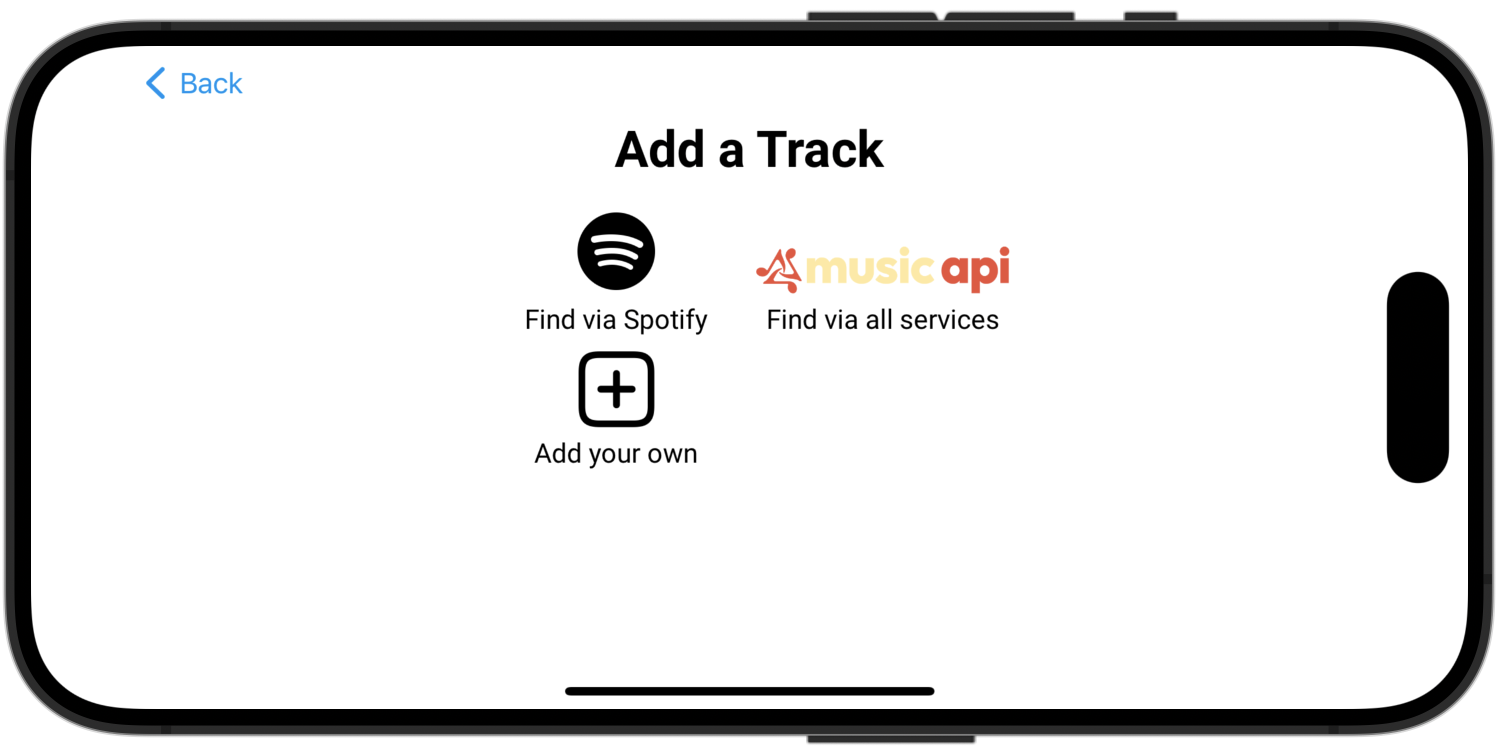 Back
Add a Track
music api
Find via Spotify
Find via all services
Add your own